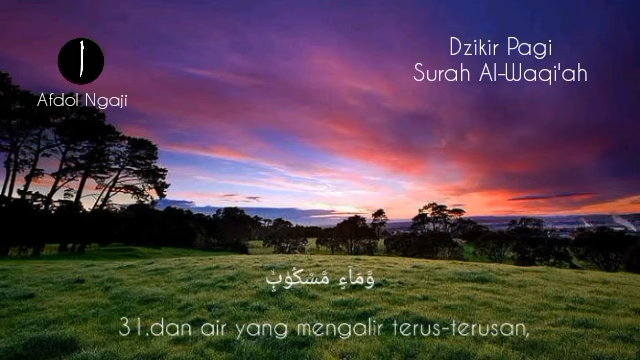 Dzikir Pagi
Surah Al-Waqi'ah
Afdol Ngaji
وَّمَاۤءٍ مَّسْكُوْبٍۙ
31.dan air yang mengalir terus-terusan,